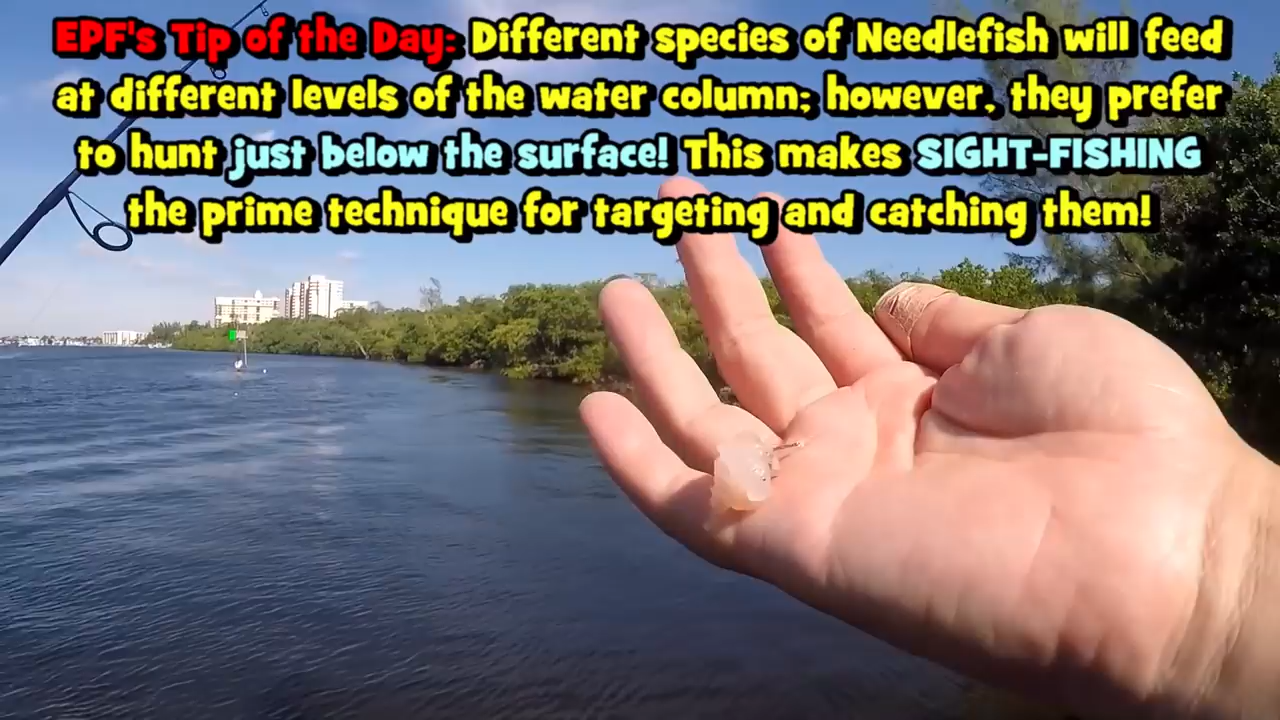 EPF's Tip of the Day: Different species of Needlefish will feed
at different levels of the water column; however, they prefer
to hunt just below the surface! This makes SIGHT-FISHING
the prime technique for targeting and catching them!